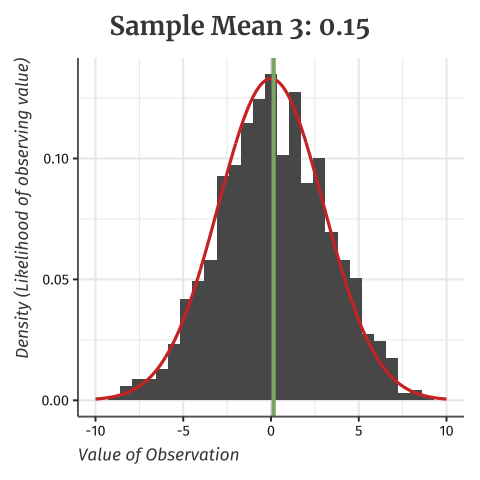 Sample Mean 3: 0.15
Density (Likelihood of observing value)
0.10
0.05
0.00
-10 -5 0 5 10
Value of Observation